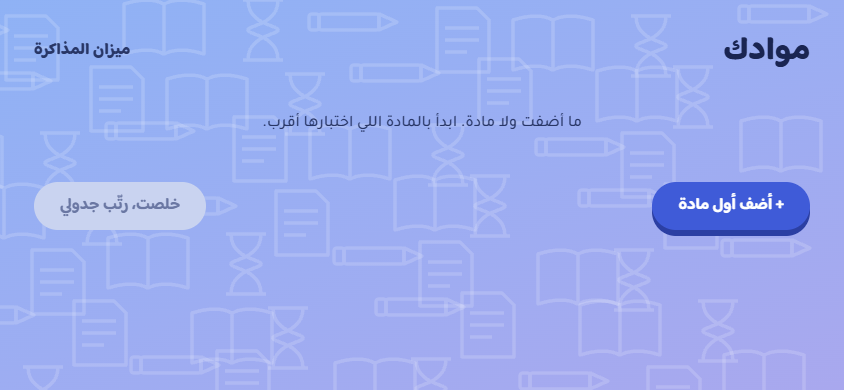 موادك
ميزان المذاكرة
ما أضفت ولا مادة. ابدأ بالمادة اللي اختبارها أقرب.
+ أضف أول مادة
خلصت، رتّب جدولي